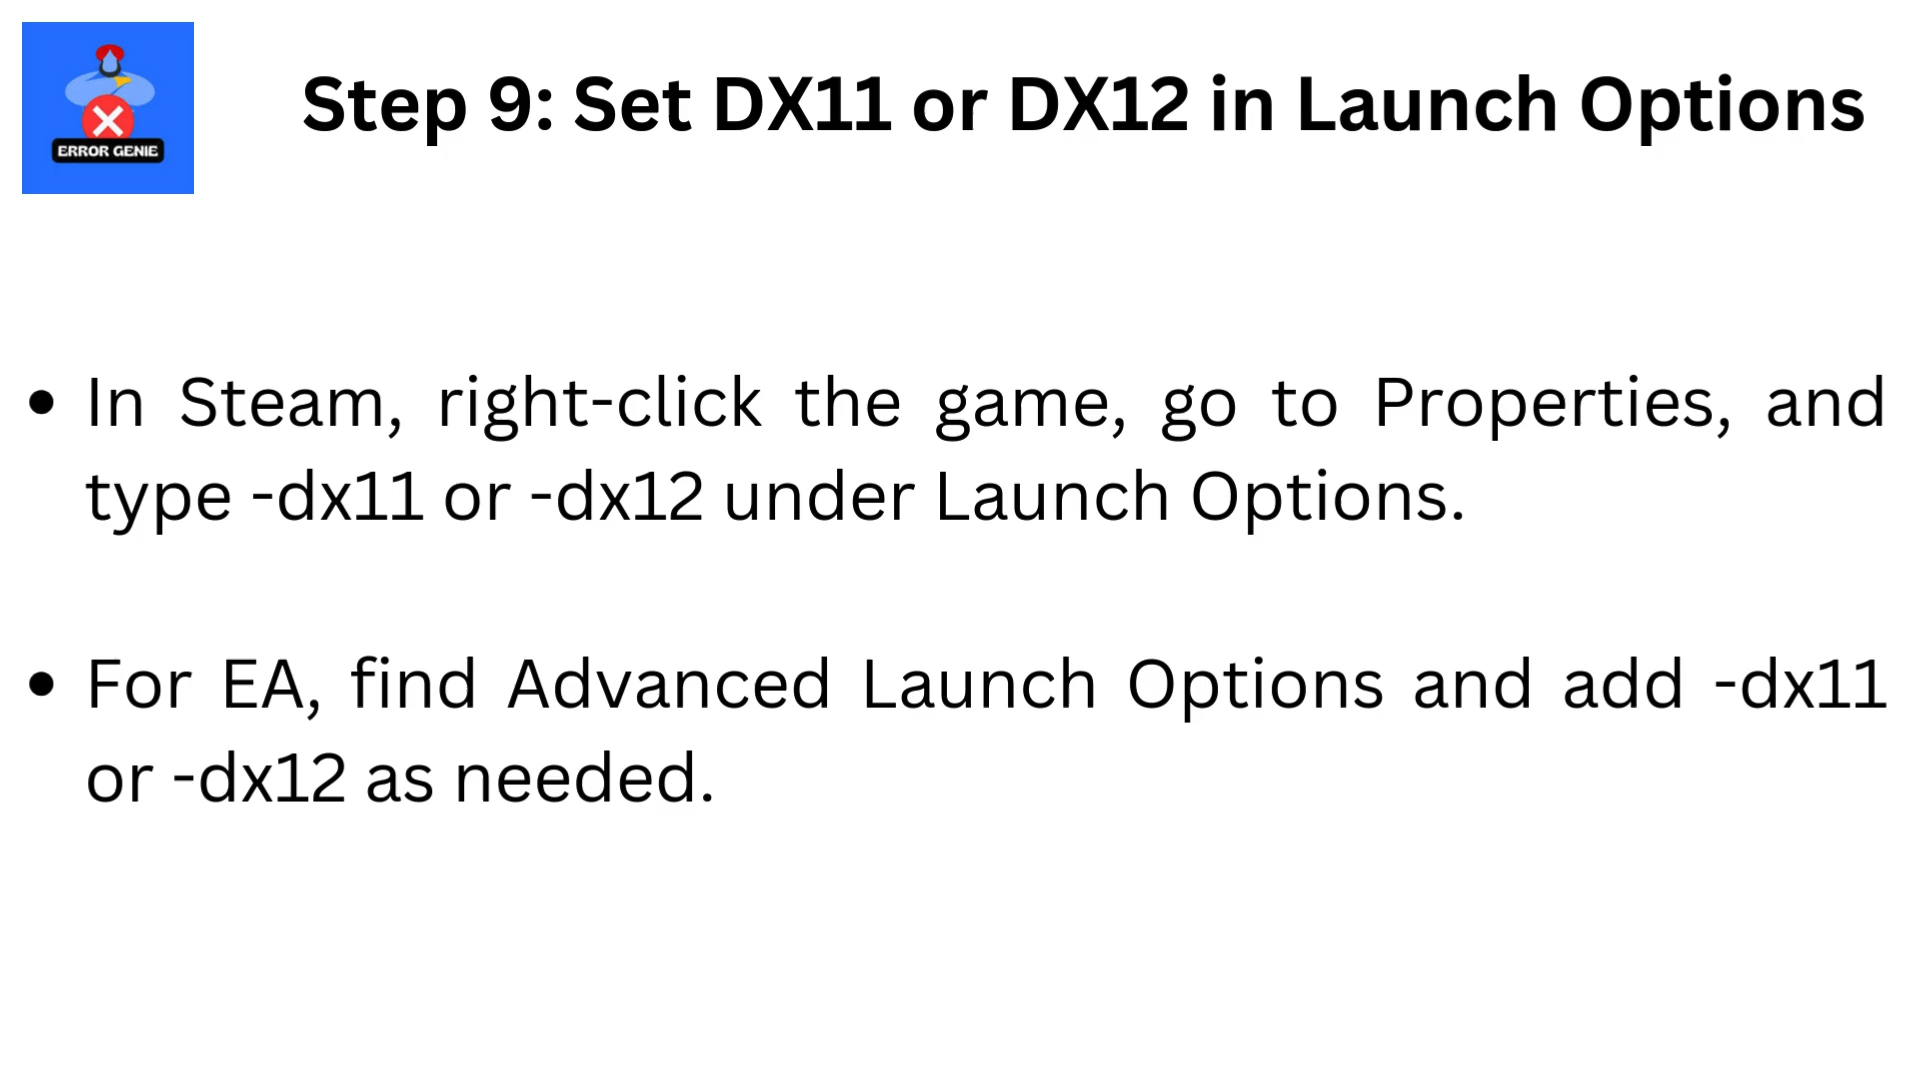 ERROR GENIE
Step 9: Set DX11 or DX12 in Launch Options
• In Steam, right-click the game, go to Properties, and
type -dx11 or -dx12 under Launch Options.
• For EA, find Advanced Launch Options and add -dx11
or -dx12 as needed.